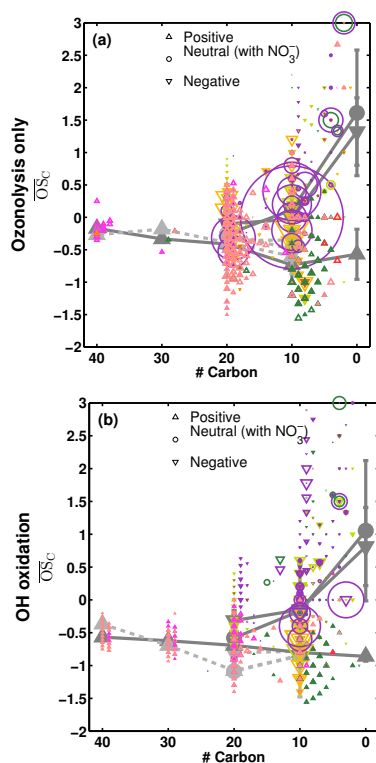 (a)
Positive
Neutral (with NO₃⁻)
Negative
Ozonolysis only
OS_C
3
2.5
2
1.5
1
0.5
0
−0.5
−1
−1.5
−2
40 30 20 10 0
# Carbon
(b)
Positive
Neutral (with NO₃⁻)
Negative
OH oxidation
OS_C
3
2.5
2
1.5
1
0.5
0
−0.5
−1
−1.5
−2
40 30 20 10 0
# Carbon